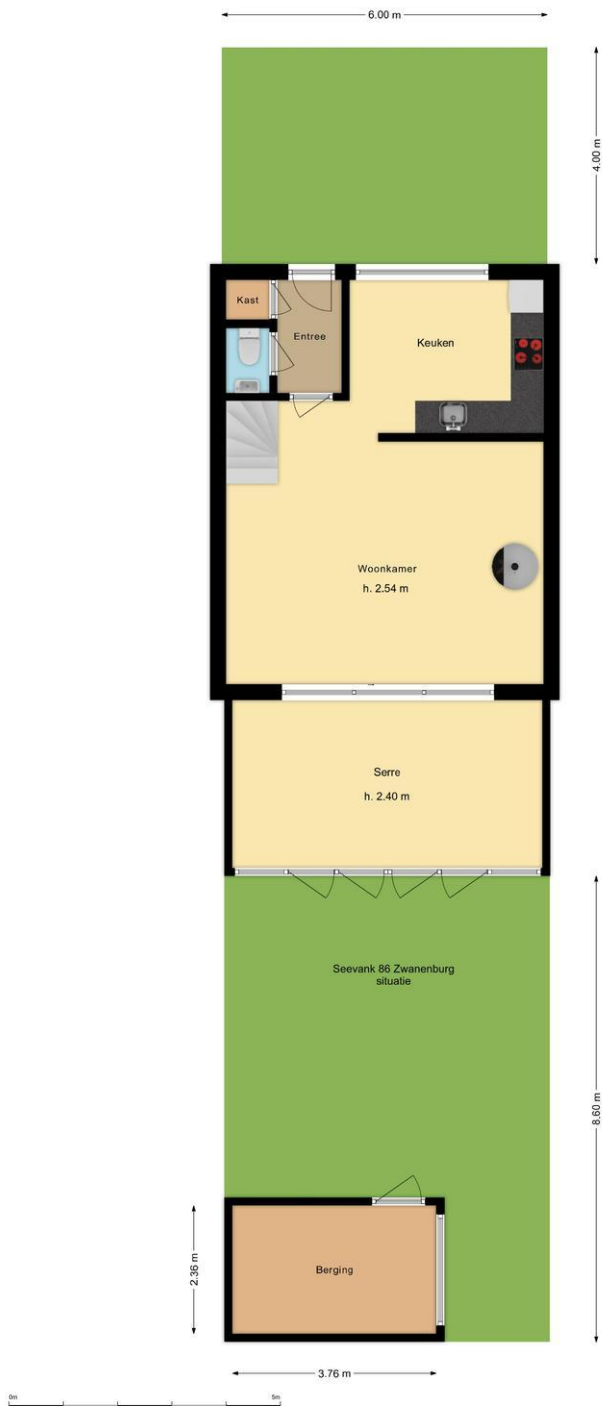 6.00 m
4.00 m
Kast
Entree
Keuken
Woonkamer
h. 2.54 m
Serre
h. 2.40 m
Seevank 86 Zwanenburg
situatie
8.60 m
2.36 m
Berging
3.76 m
0m
5m